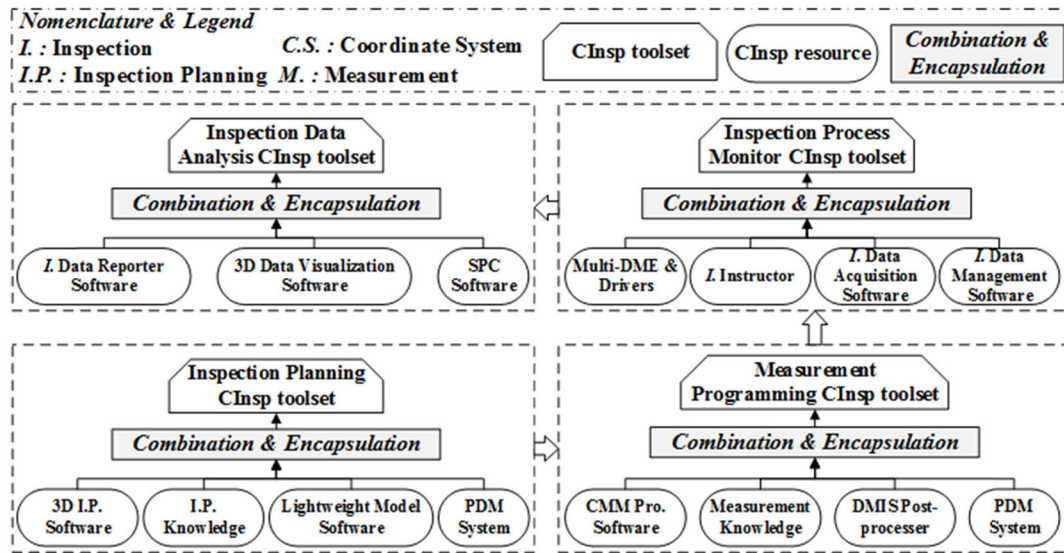 Nomenclature & Legend
I. : Inspection
C.S. : Coordinate System
I.P. : Inspection Planning
M. : Measurement
CInsp toolset
CInsp resource
Combination &
Encapsulation
Inspection Data
Analysis CInsp toolset
Combination & Encapsulation
I. Data Reporter
Software
3D Data Visualization
Software
SPC
Software
Inspection Process
Monitor CInsp toolset
Combination & Encapsulation
Multi-DME &
Drivers
I. Instructor
I. Data
Acquisition
Software
I. Data
Management
Software
Inspection Planning
CInsp toolset
Combination & Encapsulation
3D I.P.
Software
I.P.
Knowledge
Lightweight Model
Software
PDM
System
Measurement
Programming CInsp toolset
Combination & Encapsulation
CMM Pro.
Software
Measurement
Knowledge
DMIS Post-
processer
PDM
System